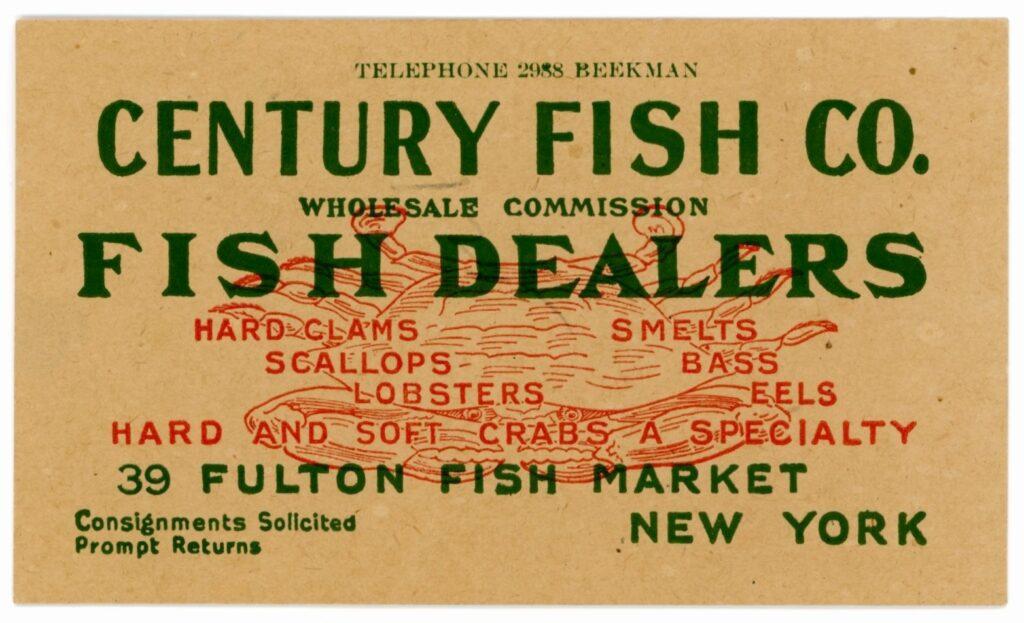 TELEPHONE 2988 BEEKMAN
CENTURY FISH CO.
WHOLESALE COMMISSION
FISH DEALERS
HARD CLAMS SMELTS
SCALLOPS BASS
LOBSTERS EELS
HARD AND SOFT CRABS A SPECIALTY
39 FULTON FISH MARKET
Consignments Solicited
Prompt Returns
NEW YORK